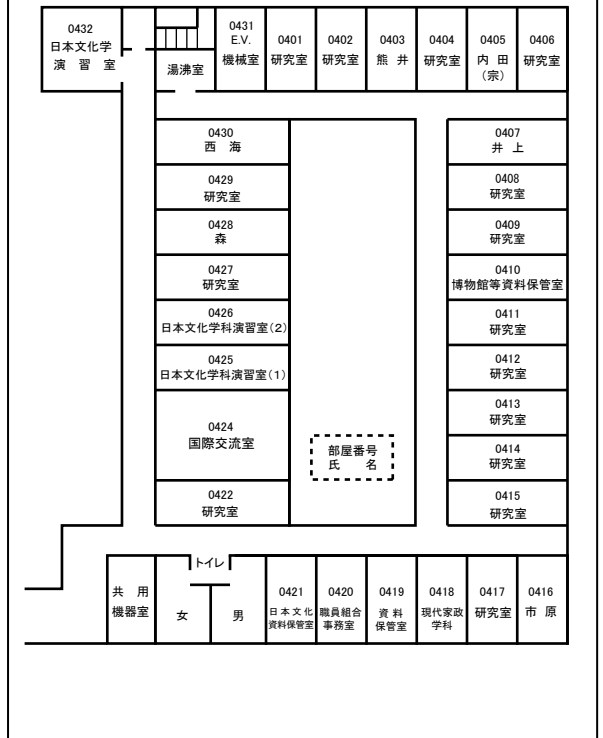 0432
日本文化学
演 習 室
湯沸室
0431
E.V.
機械室
0401
研究室
0402
研究室
0403
熊 井
0404
研究室
0405
内 田
(宗)
0406
研究室
0430
西 海
0429
研究室
0428
森
0427
研究室
0426
日本文化学科演習室(2)
0425
日本文化学科演習室(1)
0424
国際交流室
0422
研究室
部屋番号
氏 名
0407
井 上
0408
研究室
0409
研究室
0410
博物館等資料保管室
0411
研究室
0412
研究室
0413
研究室
0414
研究室
0415
研究室
トイレ
共 用
機器室
女
男
0421
日本文化
資料保管室
0420
職員組合
事務室
0419
資 料
保管室
0418
現代家政
学科
0417
研究室
0416
市 原